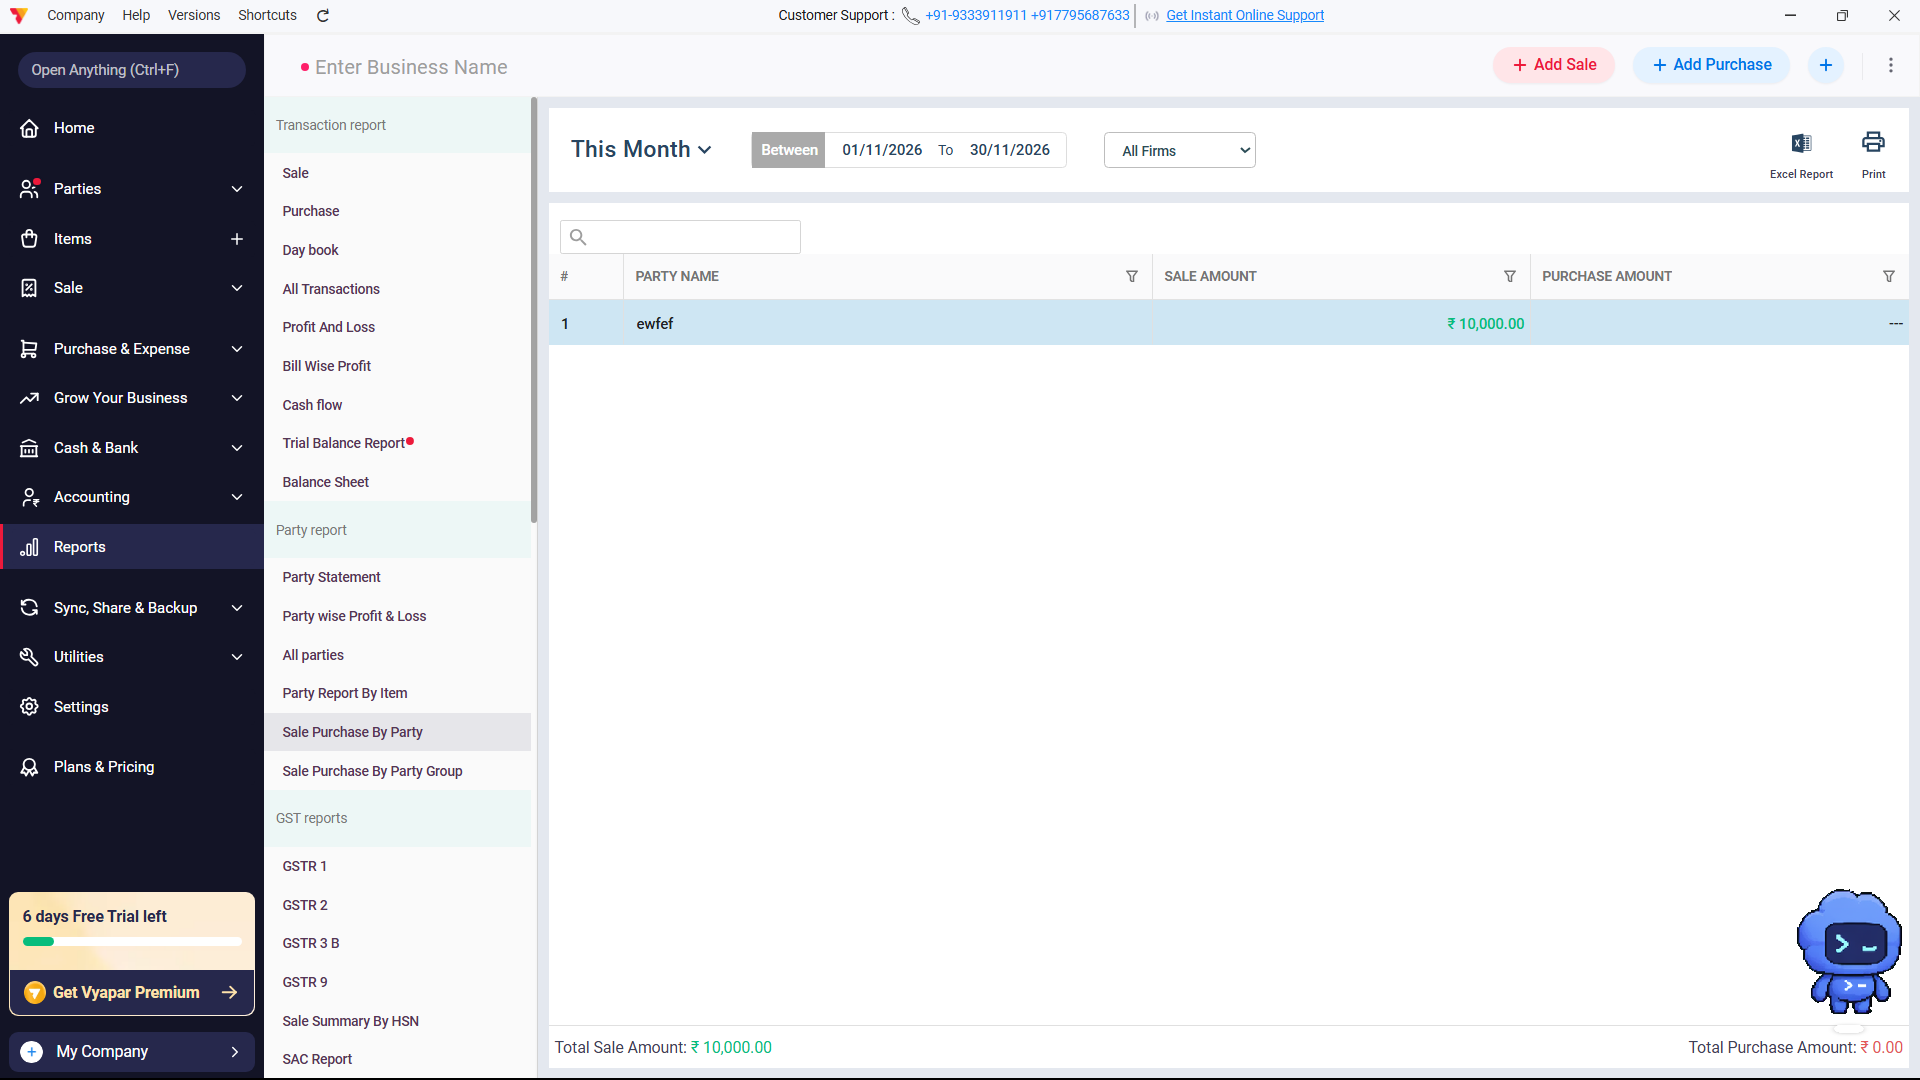 Company Help Versions Shortcuts
Customer Support : +91-9333911911 +917795687633 Get Instant Online Support
Open Anything (Ctrl+F)
Enter Business Name
+ Add Sale
+ Add Purchase
Home
Parties
Items
Sale
Purchase & Expense
Grow Your Business
Cash & Bank
Accounting
Reports
Sync, Share & Backup
Utilities
Settings
Plans & Pricing
6 days Free Trial left
Get Vyapar Premium
My Company
Transaction report
Sale
Purchase
Day book
All Transactions
Profit And Loss
Bill Wise Profit
Cash flow
Trial Balance Report
Balance Sheet
Party report
Party Statement
Party wise Profit & Loss
All parties
Party Report By Item
Sale Purchase By Party
Sale Purchase By Party Group
GST reports
GSTR 1
GSTR 2
GSTR 3 B
GSTR 9
Sale Summary By HSN
SAC Report
This Month
Between 01/11/2026 To 30/11/2026
All Firms
Excel Report
Print
# PARTY NAME SALE AMOUNT PURCHASE AMOUNT
1 ewfef ₹ 10,000.00 ---
Total Sale Amount: ₹ 10,000.00
Total Purchase Amount: ₹ 0.00